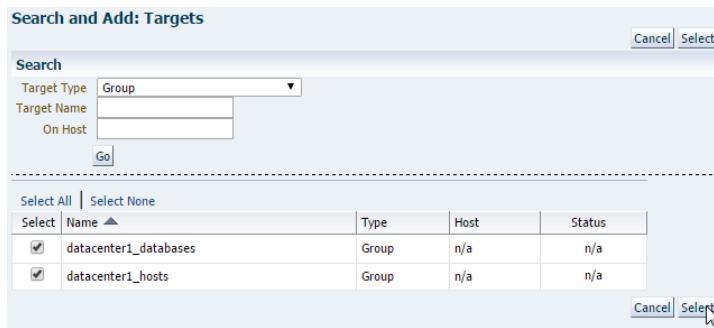 Search and Add: Targets
Cancel Select
Search
Target Type Group
Target Name
On Host
Go
Select All | Select None
Select Name Type Host Status
datacenter1_databases Group n/a n/a
datacenter1_hosts Group n/a n/a
Cancel Select